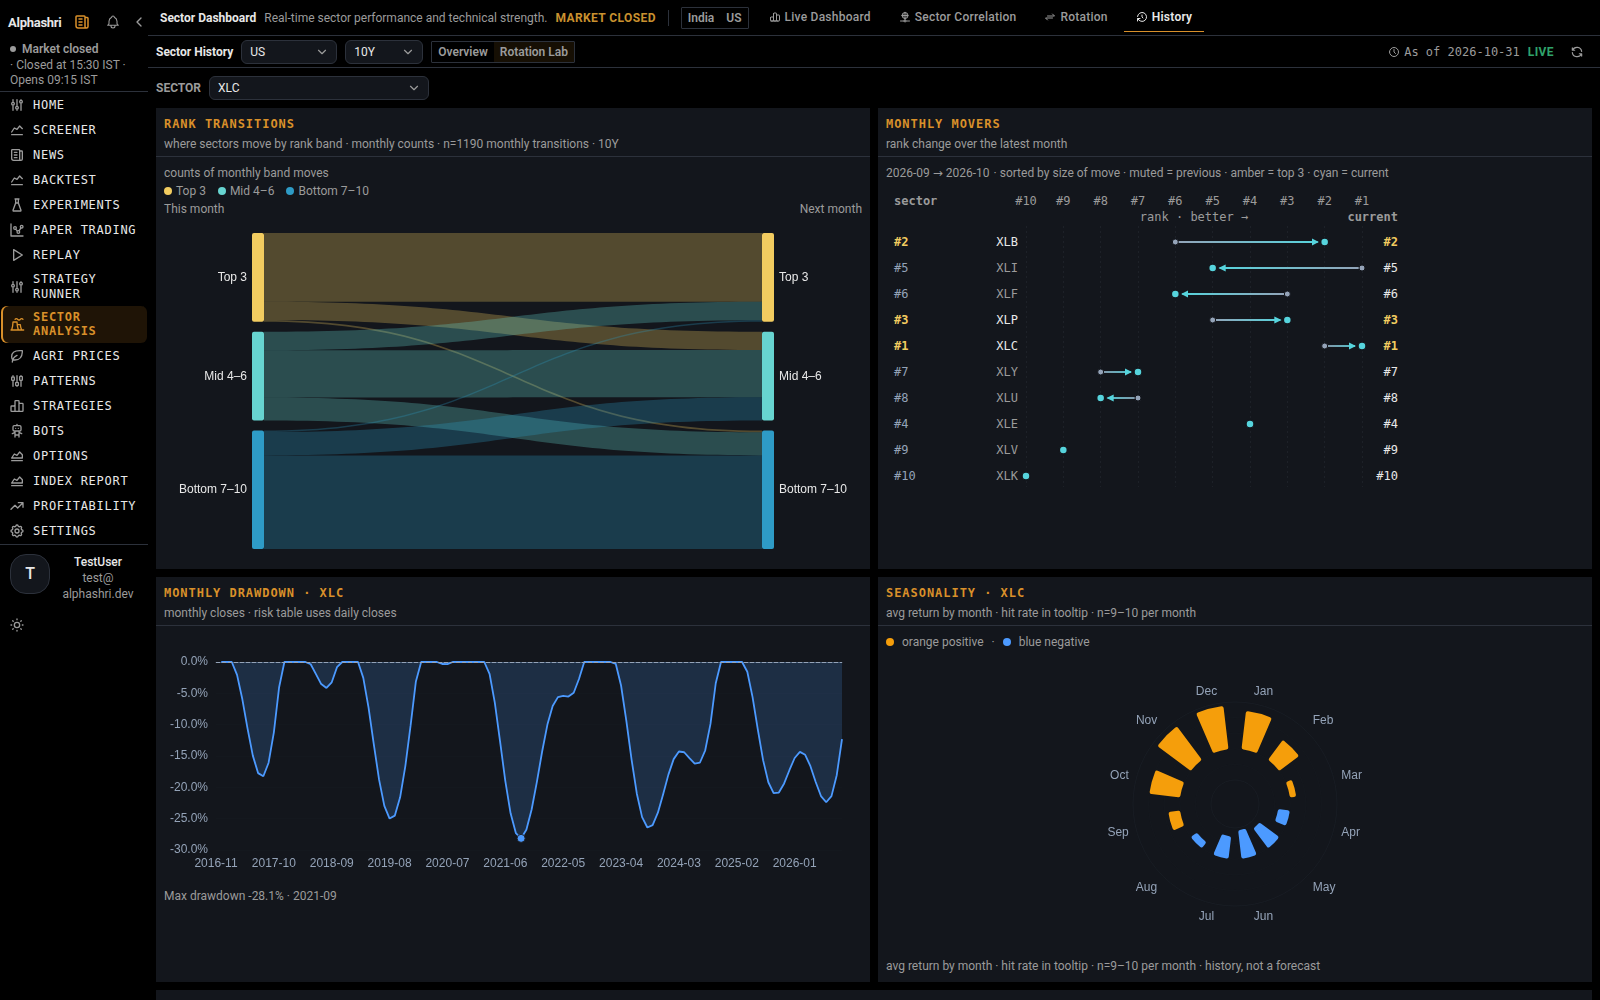 Alphashri
Market closed
· Closed at 15:30 IST ·
Opens 09:15 IST
HOME
SCREENER
NEWS
BACKTEST
EXPERIMENTS
PAPER TRADING
REPLAY
STRATEGY
RUNNER
SECTOR
ANALYSIS
AGRI PRICES
PATTERNS
STRATEGIES
BOTS
OPTIONS
INDEX REPORT
PROFITABILITY
SETTINGS
T
TestUser
test@
alphashri.dev
Sector Dashboard Real-time sector performance and technical strength. MARKET CLOSED India US Live Dashboard Sector Correlation Rotation History
Sector History US 10Y Overview Rotation Lab As of 2026-10-31 LIVE
SECTOR XLC
RANK TRANSITIONS
where sectors move by rank band · monthly counts · n=1190 monthly transitions · 10Y
counts of monthly band moves
Top 3 Mid 4–6 Bottom 7–10
This month Next month
Top 3 Top 3
Mid 4–6 Mid 4–6
Bottom 7–10 Bottom 7–10
MONTHLY MOVERS
rank change over the latest month
2026-09 → 2026-10 · sorted by size of move · muted = previous · amber = top 3 · cyan = current
sector #10 #9 #8 #7 #6 #5 #4 #3 #2 #1
rank · better → current
#2 XLB #2
#5 XLI #5
#6 XLF #6
#3 XLP #3
#1 XLC #1
#7 XLY #7
#8 XLU #8
#4 XLE #4
#9 XLV #9
#10 XLK #10
MONTHLY DRAWDOWN · XLC
monthly closes · risk table uses daily closes
0.0%
-5.0%
-10.0%
-15.0%
-20.0%
-25.0%
-30.0%
2016-11 2017-10 2018-09 2019-08 2020-07 2021-06 2022-05 2023-04 2024-03 2025-02 2026-01
Max drawdown -28.1% · 2021-09
SEASONALITY · XLC
avg return by month · hit rate in tooltip · n=9–10 per month
orange positive · blue negative
Dec Jan
Nov Feb
Oct Mar
Sep Apr
Aug May
Jul Jun
avg return by month · hit rate in tooltip · n=9–10 per month · history, not a forecast